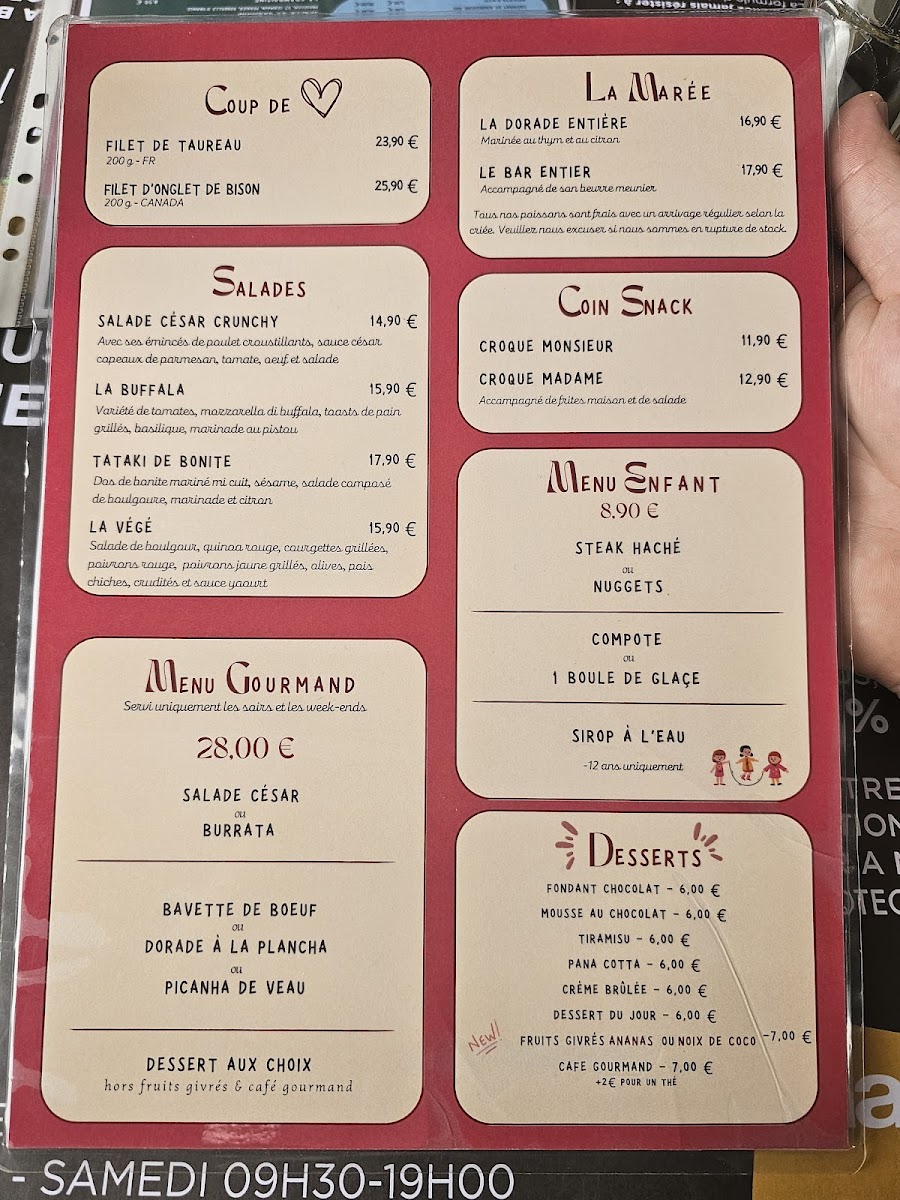 COUP DE
FILET DE TAUREAU 23,90 €
200 g - FR
FILET D'ONGLET DE BISON 25,90 €
200 g - CANADA
SALADES
SALADE CÉSAR CRUNCHY 14,90 €
Avec ses émincés de poulet croustillants, sauce césar
copeaux de parmesan, tomate, oeuf et salade
LA BUFFALA 15,90 €
Variété de tomates, mozzarella di buffala, toasts de pain
grillés, basilique, marinade au pistou
TATAKI DE BONITE 17,90 €
Dos de bonite mariné mi cuit, sésame, salade composé
de boulgoure, marinade et citron
LA VÉGÉ 15,90 €
Salade de boulgour, quinoa rouge, courgettes grillées,
poivrons rouge, poivrons jaune grillés, olives, pois
chiches, crudités et sauce yaourt
MENU GOURMAND
Servi uniquement les soirs et les week-ends
28,00 €
SALADE CÉSAR
ou
BURRATA
BAVETTE DE BOEUF
ou
DORADE À LA PLANCHA
ou
PICANHA DE VEAU
DESSERT AUX CHOIX
hors fruits givrés & café gourmand
LA MARÉE
LA DORADE ENTIÈRE 16,90 €
Marinée au thym et au citron
LE BAR ENTIER 17,90 €
Accompagné de son beurre meunier
Tous nos poissons sont frais avec un arrivage régulier selon la
criée. Veuillez nous excuser si nous sommes en rupture de stock.
COIN SNACK
CROQUE MONSIEUR 11,90 €
CROQUE MADAME 12,90 €
Accompagné de frites maison et de salade
MENU ENFANT
8,90 €
STEAK HACHÉ
ou
NUGGETS
COMPOTE
ou
1 BOULE DE GLAÇE
SIROP À L'EAU
-12 ans uniquement
DESSERTS
FONDANT CHOCOLAT - 6,00 €
MOUSSE AU CHOCOLAT - 6,00 €
TIRAMISU - 6,00 €
PANA COTTA - 6,00 €
CRÈME BRÛLÉE - 6,00 €
DESSERT DU JOUR - 6,00 €
NEW! FRUITS GIVRÉS ANANAS OU NOIX DE COCO -7,00 €
CAFE GOURMAND - 7,00 €
+2€ POUR UN THÉ
- SAMEDI 09H30-19H00